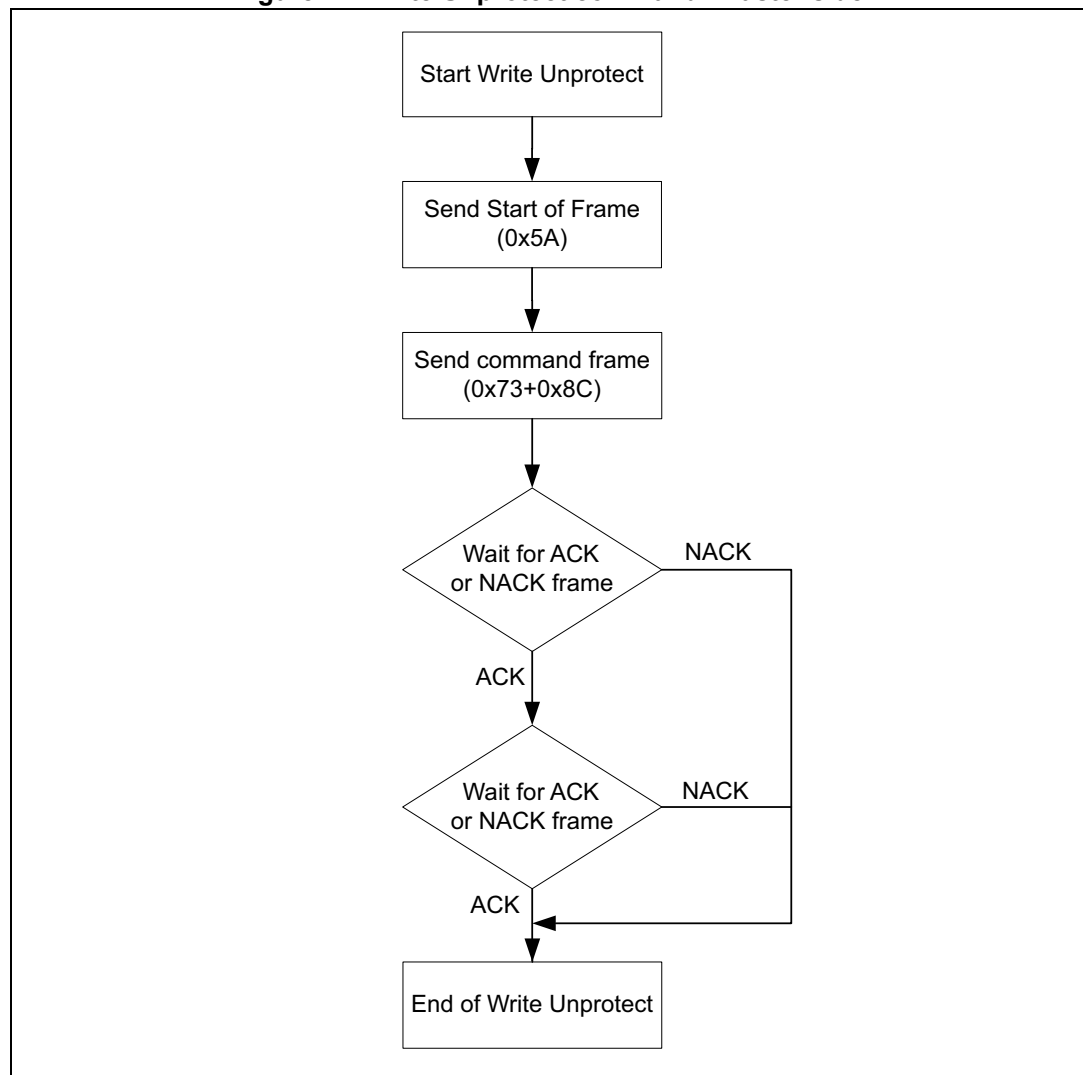 Start Write Unprotect
Send Start of Frame
(0x5A)
Send command frame
(0x73+0x8C)
Wait for ACK
or NACK frame
NACK
ACK
Wait for ACK
or NACK frame
NACK
ACK
End of Write Unprotect